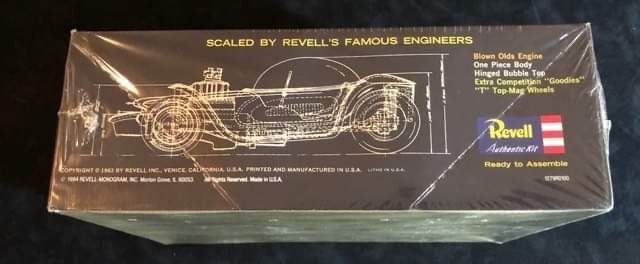 SCALED BY REVELL'S FAMOUS ENGINEERS
Blown Olds Engine
One Piece Body
Hinged Bubble Top
Extra Competition "Goodies"
"T" Top-Mag Wheels
Revell
Authentic Kit
Ready to Assemble
COPYRIGHT © 1963 BY REVELL INC., VENICE, CALIFORNIA, U.S.A. PRINTED AND MANUFACTURED IN U.S.A. LITHO IN U.S.A.
© 1994 REVELL-MONOGRAM, INC. Morton Grove, IL 60053 All Rights Reserved. Made in U.S.A.